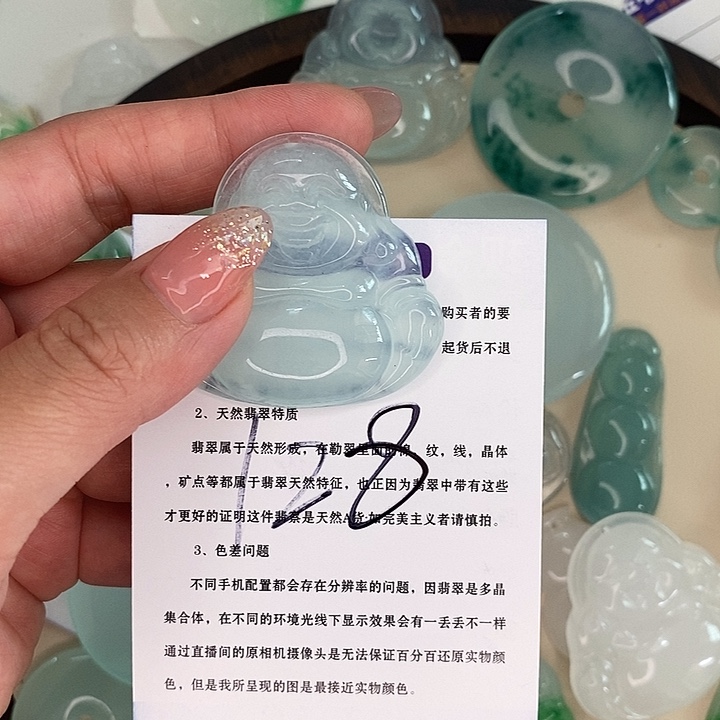 购买者的要
起货后不退
2、天然翡翠特质
翡翠属于天然形成，在勒翠里面的棉，纹，线，晶体
，矿点等都属于翡翠天然特征，也正因为翡翠中带有这些
才更好的证明这件翡翠是天然A货.如完美主义者请慎拍。
128
3、色差问题
不同手机配置都会存在分辨率的问题，因翡翠是多晶
集合体，在不同的环境光线下显示效果会有一丢丢不一样
通过直播间的原相机摄像头是无法保证百分百还原实物颜
色，但是我所呈现的图是最接近实物颜色。